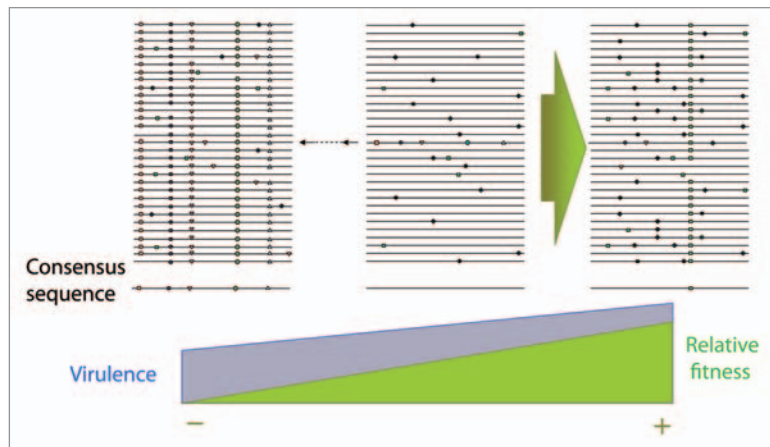 Consensus
sequence
Virulence
Relative
fitness
− +